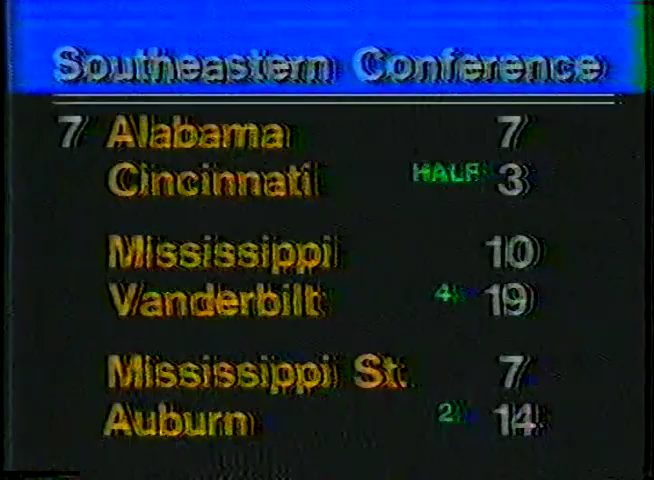 Southeastern Conference
7 Alabama 7
Cincinnati HALF 3
Mississippi 10
Vanderbilt 4 19
Mississippi St. 7
Auburn 2 14